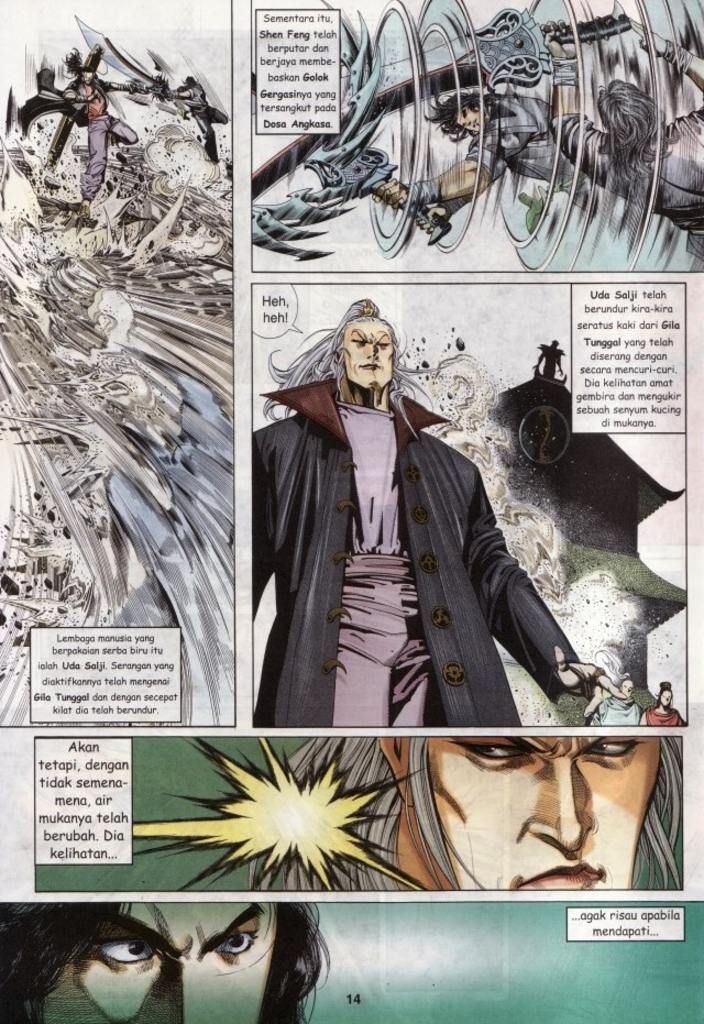 Sementara itu,
Shen Feng telah
berputar dan
berjaya membe-
baskan Golok
Gergasinya yang
tersangkut pada
Dosa Angkasa.
Heh,
heh!
Uda Salji telah
berundur kira-kira
seratus kaki dari Gila
Tunggal yang telah
diserang dengan
secara mencuri-curi.
Dia kelihatan amat
gembira dan mengukir
sebuah senyum kucing
di mukanya.
Lembaga manusia yang
berpakaian serba biru itu
ialah Uda Salji. Serangan yang
diaktifkannya telah mengenai
Gila Tunggal dan dengan secepat
kilat dia telah berundur.
Akan
tetapi, dengan
tidak semena-
mena, air
mukanya telah
berubah. Dia
kelihatan...
...agak risau apabila
mendapati...
14